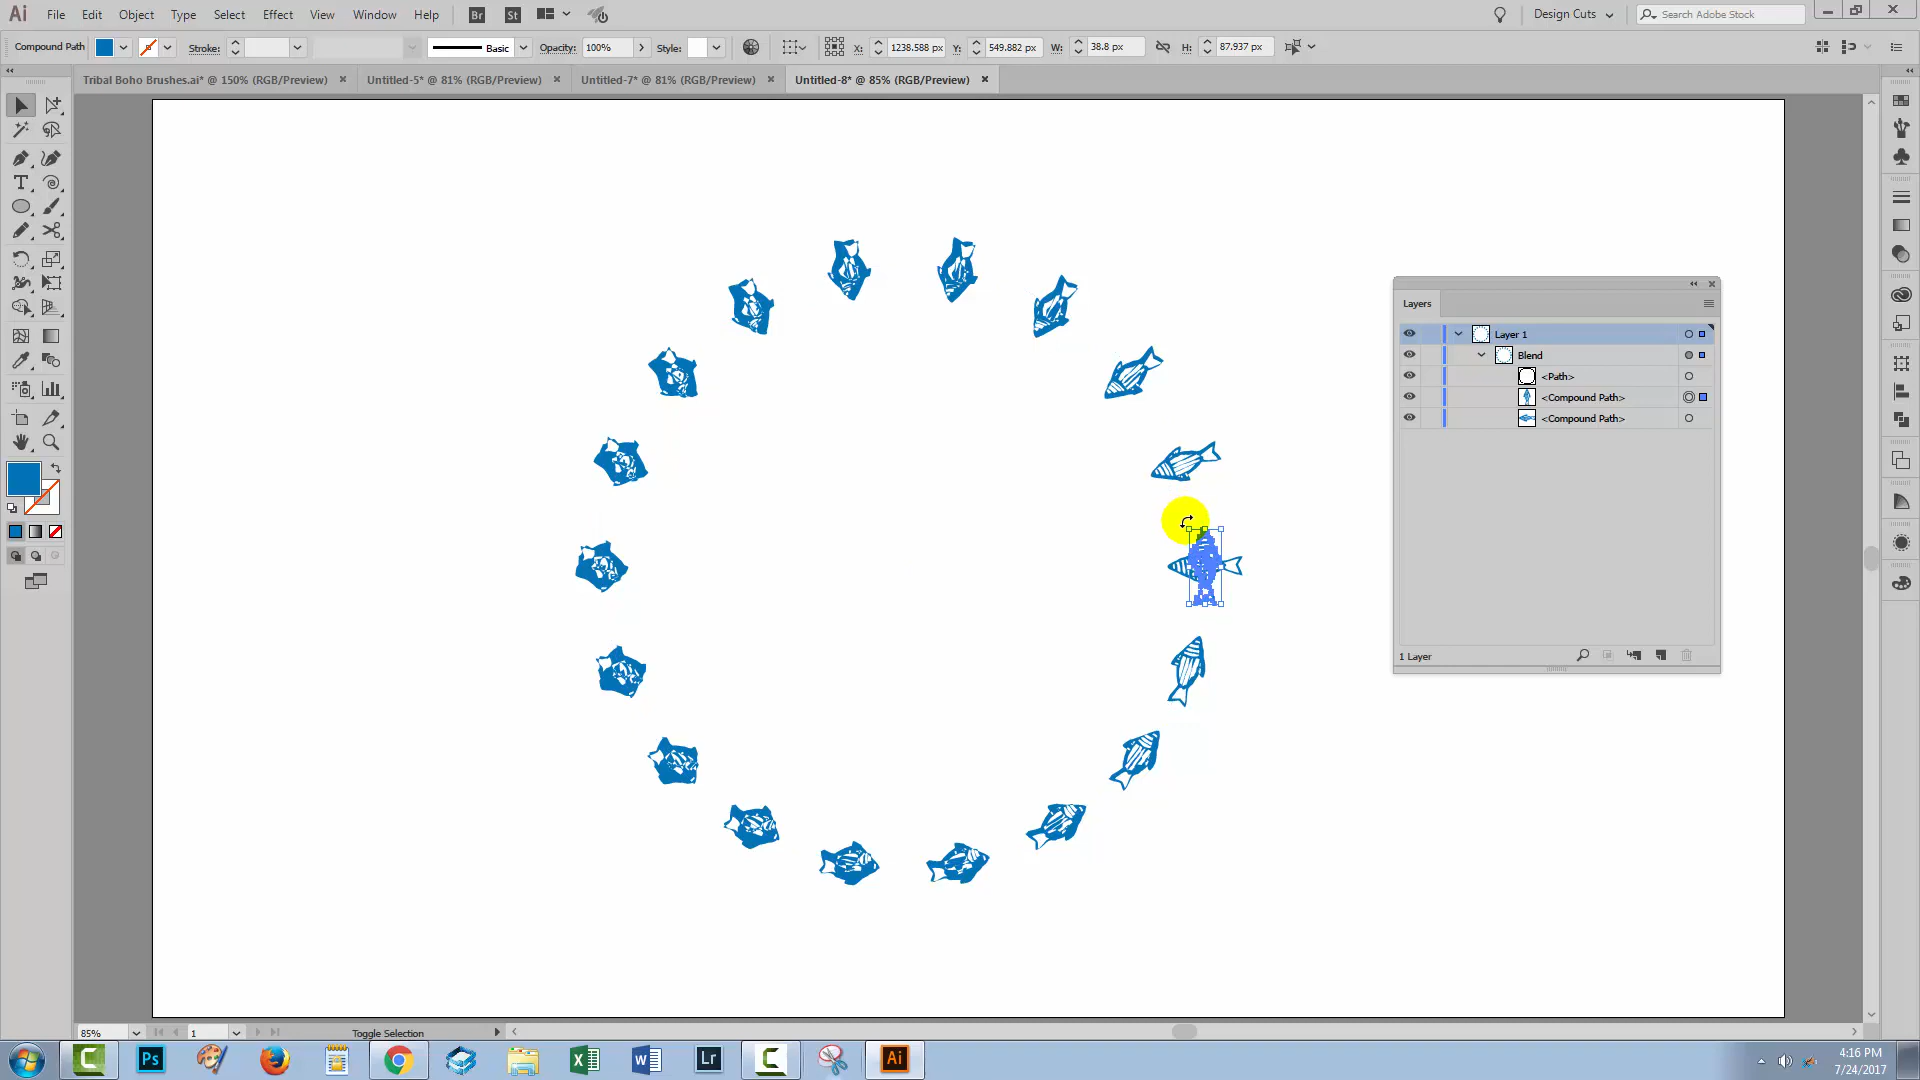 Ai File Edit Object Type Select Effect View Window Help Br St Design Cuts Search Adobe Stock
Compound Path Stroke: Basic Opacity: 100% Style: X: 1238.588 px Y: 549.882 px W: 38.8 px H: 87.937 px
Tribal Boho Brushes.ai* @ 150% (RGB/Preview) Untitled-5* @ 81% (RGB/Preview) Untitled-7* @ 81% (RGB/Preview) Untitled-8* @ 85% (RGB/Preview)
Layers
Layer 1
Blend
<Path>
<Compound Path>
<Compound Path>
1 Layer
85% 1 Toggle Selection
Ps Lr Ai
4:16 PM
7/24/2017